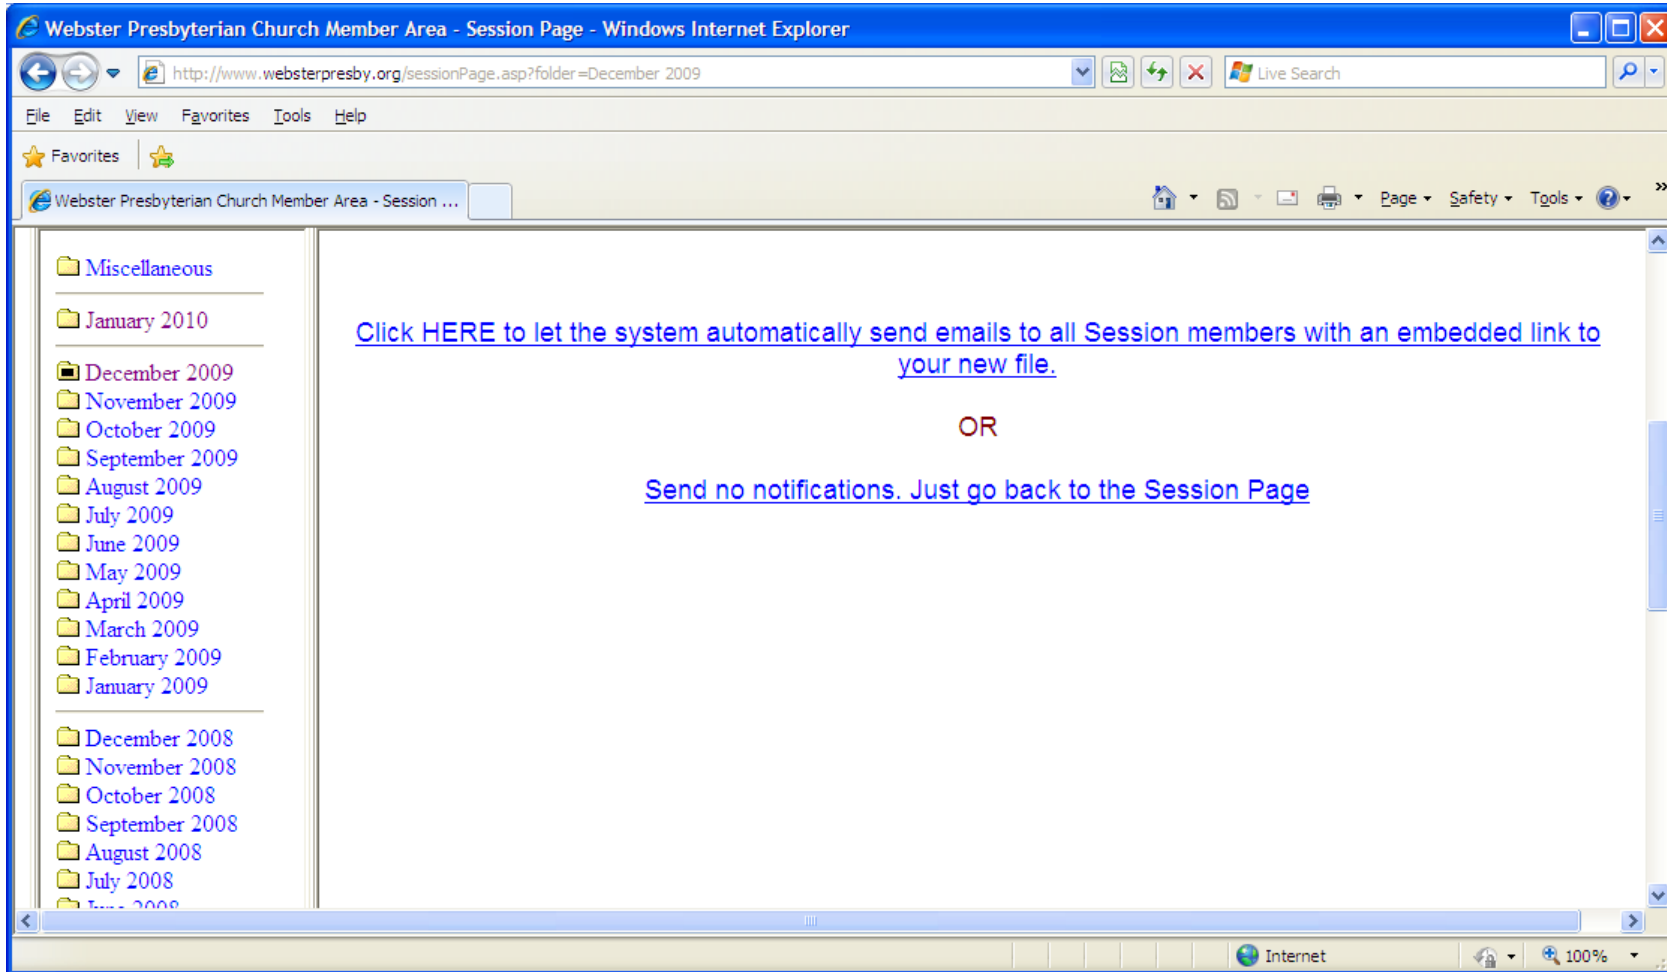 Webster Presbyterian Church Member Area - Session Page - Windows Internet Explorer
http://www.websterpresby.org/sessionPage.asp?folder=December 2009
Live Search
File Edit View Favorites Tools Help
Favorites
Webster Presbyterian Church Member Area - Session ...
Page Safety Tools »
Miscellaneous
January 2010
December 2009
November 2009
October 2009
September 2009
August 2009
July 2009
June 2009
May 2009
April 2009
March 2009
February 2009
January 2009
December 2008
November 2008
October 2008
September 2008
August 2008
July 2008
June 2008
Click HERE to let the system automatically send emails to all Session members with an embedded link to
your new file.
OR
Send no notifications. Just go back to the Session Page
Internet
100%